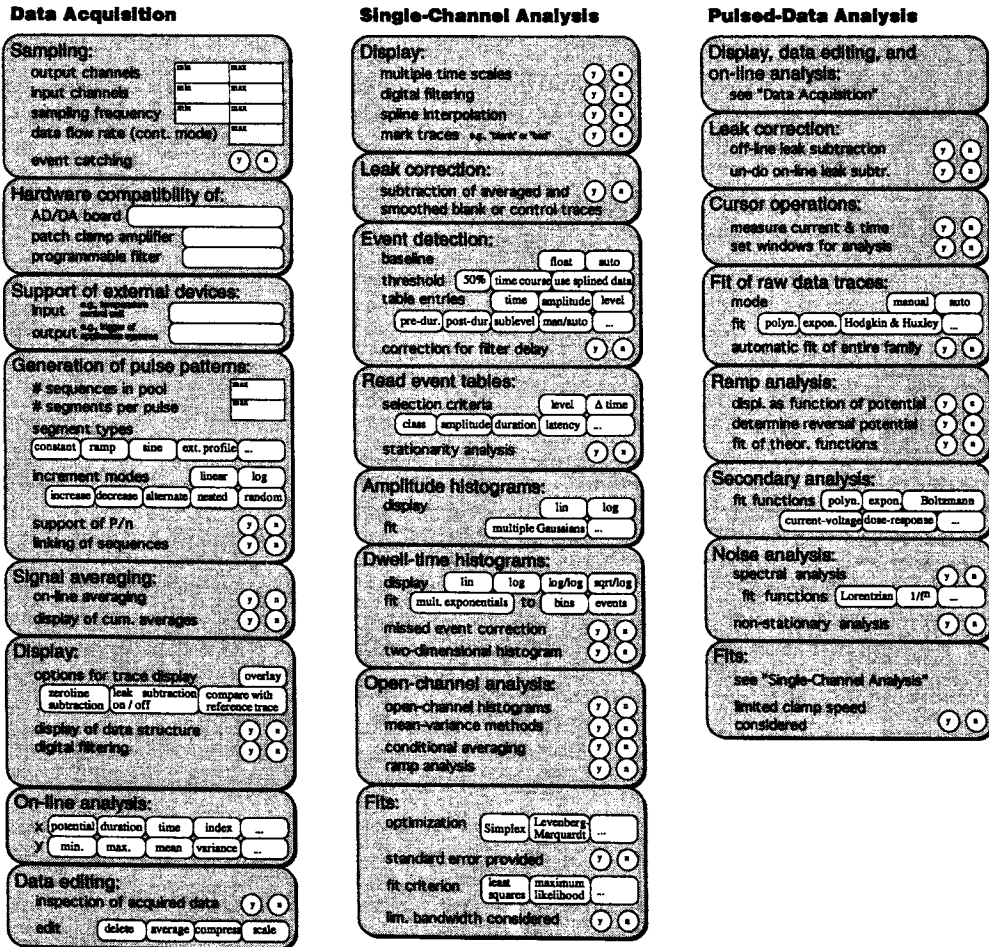 Data Acquisition
Sampling:
output channels min max
input channels min max
sampling frequency min max
data flow rate (cont. mode) max
event catching y n
Hardware compatibility of:
AD/DA board
patch clamp amplifier
programmable filter
Support of external devices:
input e.g., temperature control unit
output e.g., trigger of
Generation of pulse patterns:
# sequences in pool max
# segments per pulse max
segment types
constant ramp sine ext. profile ...
increment modes linear log
increase decrease alternate nested random
support of P/n y n
linking of sequences y n
Signal averaging:
on-line averaging y n
display of cum. averages y n
Display:
options for trace display overlay
zeroline subtraction leak subtraction on / off compare with reference trace
display of data structure y n
digital filtering y n
On-line analysis:
x potential duration time index ...
y min. max. mean variance ...
Data editing:
inspection of acquired data y n
edit delete average compress scale
Single-Channel Analysis
Display:
multiple time scales y n
digital filtering y n
spline interpolation y n
mark traces e.g., "blank" or "bad" y n
Leak correction:
subtraction of averaged and y n
smoothed blank or control traces
Event detection:
baseline float auto
threshold 50% time course use splined data
table entries time amplitude level
pre-dur. post-dur. sublevel man/auto ...
correction for filter delay y n
Read event tables:
selection criteria level Δ time
class amplitude duration latency ...
stationarity analysis y n
Amplitude histograms:
display lin log
fit multiple Gaussians ...
Dwell-time histograms:
display lin log log/log sqrt/log
fit mult. exponentials to bins events
missed event correction y n
two-dimensional histogram y n
Open-channel analysis:
open-channel histograms y n
mean-variance methods y n
conditional averaging y n
ramp analysis y n
Fits:
optimization Simplex Levenberg-Marquardt ...
standard error provided y n
fit criterion least squares maximum likelihood ...
lim. bandwidth considered y n
Pulsed-Data Analysis
Display, data editing, and
on-line analysis:
see "Data Acquisition"
Leak correction:
off-line leak subtraction y n
un-do on-line leak subtr. y n
Cursor operations:
measure current & time y n
set windows for analysis y n
Fit of raw data traces:
mode manual auto
fit polyn. expon. Hodgkin & Huxley ...
automatic fit of entire family y n
Ramp analysis:
displ. as function of potential y n
determine reversal potential y n
fit of theor. functions y n
Secondary analysis:
fit functions polyn. expon. Boltzmann
current-voltage dose-response ...
Noise analysis:
spectral analysis y n
fit functions Lorentzian 1/fⁿ ...
non-stationary analysis y n
Fits:
see "Single-Channel Analysis"
limited clamp speed
considered y n